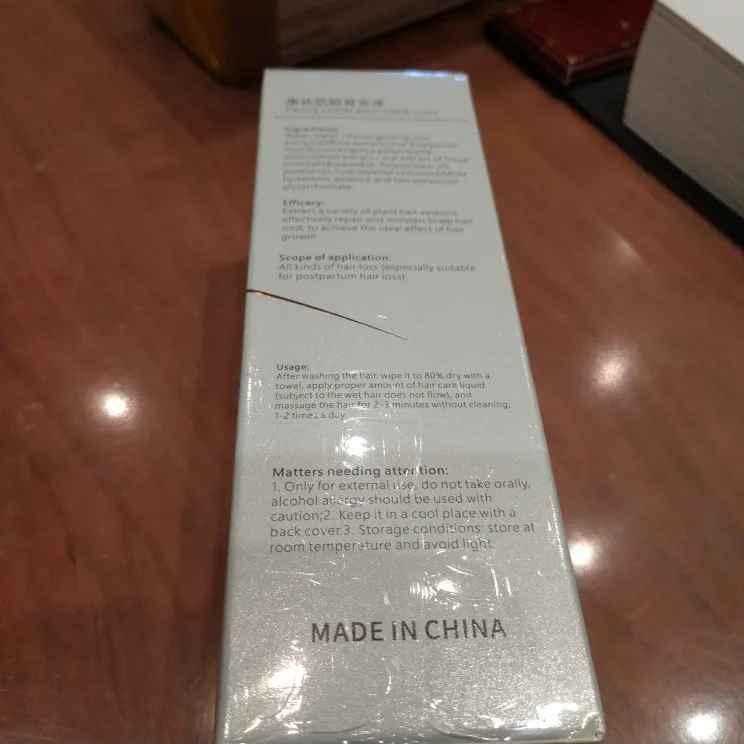 Ingredients:
Efficacy:
Extract a variety of plant hair essence,
effectively repair and moisten Scalp hair
root, to achieve the ideal effect of hair
growth
Scope of application:
All kinds of hair loss (especially suitable
for postpartum hair loss)
Usage:
After washing the hair, wipe it to 80% dry with a
towel, apply proper amount of hair care liquid
(subject to the wet hair does not flow), and
massage the hair for 2-3 minutes without cleaning,
1-2 times a day.
Matters needing attention:
1. Only for external use, do not take orally,
alcohol allergy should be used with
caution;2. Keep it in a cool place with a
back cover.3. Storage conditions: store at
room temperature and avoid light.
MADE IN CHINA